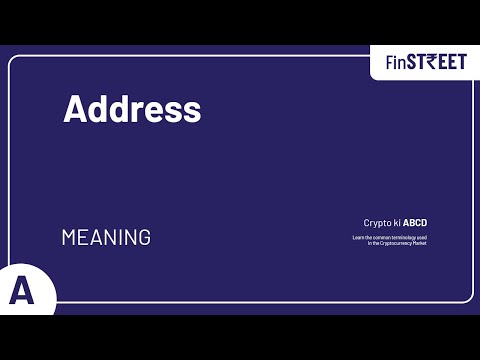 FinSTREET
Address
Crypto ki ABCD
MEANING
Learn the common terminology used
In the Cryptocurrency Market
A